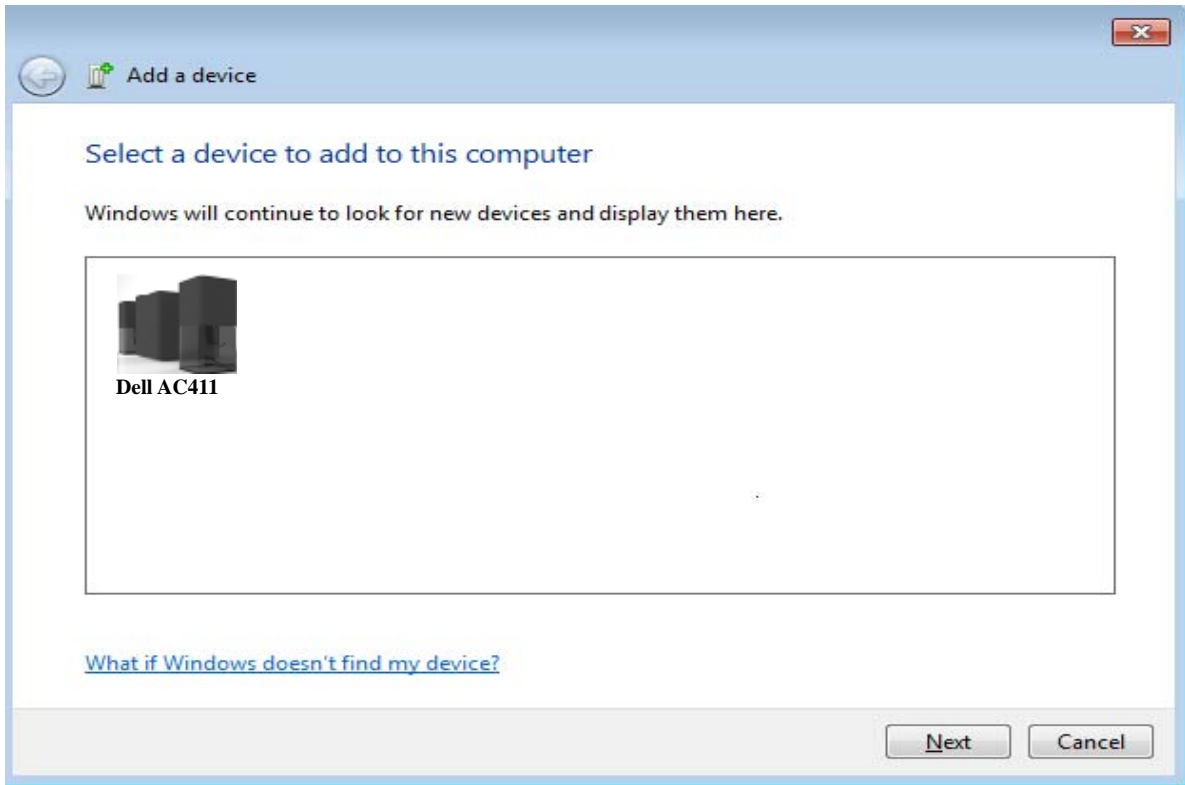 Add a device
Select a device to add to this computer
Windows will continue to look for new devices and display them here.
Dell AC411
What if Windows doesn't find my device?
Next
Cancel